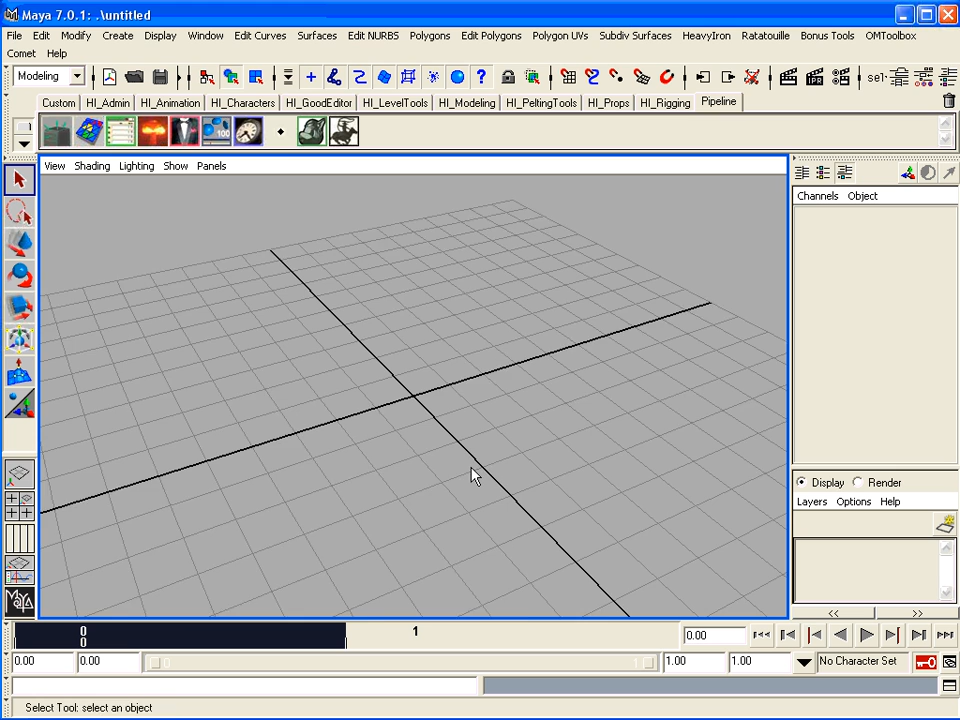 Maya 7.0.1: .\untitled
File Edit Modify Create Display Window Edit Curves Surfaces Edit NURBS Polygons Edit Polygons Polygon UVs Subdiv Surfaces HeavyIron Ratatouille Bonus Tools OMToolbox
Comet Help
Modeling sel
Custom HI_Admin HI_Animation HI_Characters HI_GoodEditor HI_LevelTools HI_Modeling HI_PeltingTools HI_Props HI_Rigging Pipeline
100
View Shading Lighting Show Panels
Channels Object
Display Render
Layers Options Help
MAYA
<< >>
0 1 0.00
0
0.00 0.00 1.00 1.00 No Character Set
Select Tool: select an object